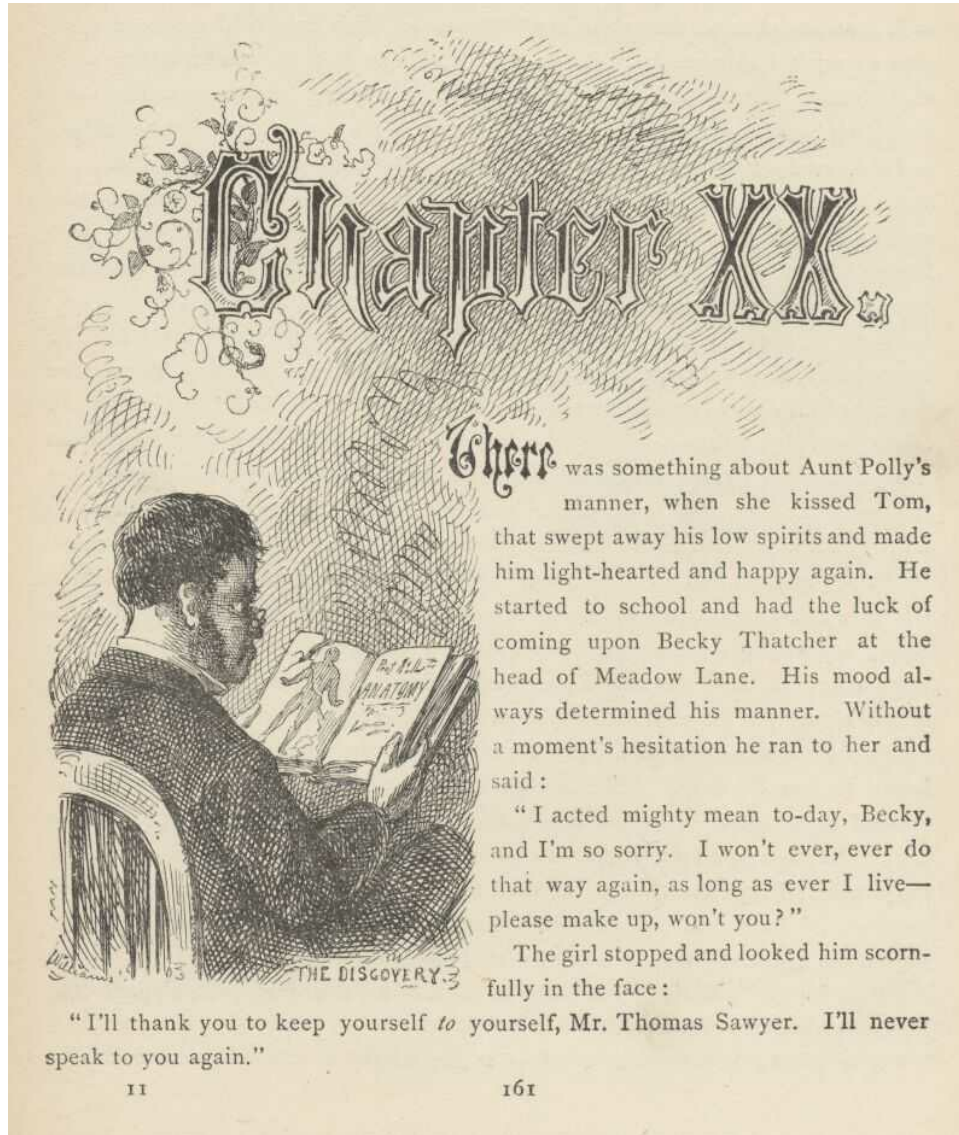 Chapter XX.
There was something about Aunt Polly's
manner, when she kissed Tom,
that swept away his low spirits and made
him light-hearted and happy again. He
started to school and had the luck of
coming upon Becky Thatcher at the
head of Meadow Lane. His mood al-
ways determined his manner. Without
a moment's hesitation he ran to her and
said :
"I acted mighty mean to-day, Becky,
and I'm so sorry. I won't ever, ever do
that way again, as long as ever I live—
please make up, won't you?"
The girl stopped and looked him scorn-
fully in the face :
ANATOMY
THE DISCOVERY.
"I'll thank you to keep yourself to yourself, Mr. Thomas Sawyer. I'll never
speak to you again."
11
161